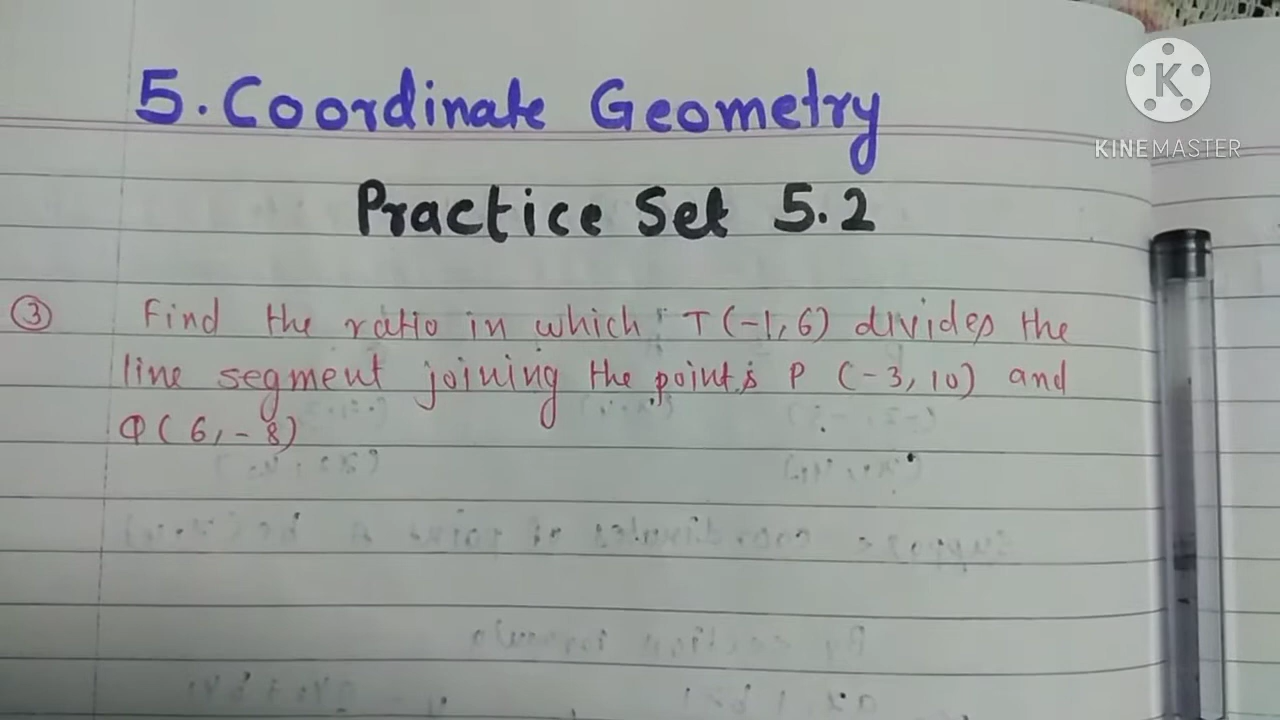 5. Coordinate Geometry
K
KINEMASTER
Practice Set 5.2
③ Find the ratio in which T(-1,6) divides the
line segment joining the points P (-3, 10) and
Q(6,-8)